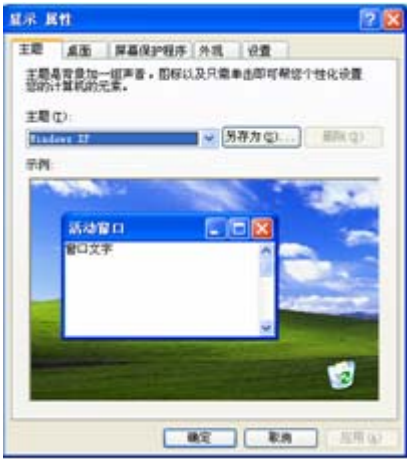 显示 属性
主题 桌面 屏幕保护程序 外观 设置
主题是背景加一组声音，图标以及只需单击即可帮您个性化设置
您的计算机的元素。
主题(T):
Windows XP 另存为(S)... 删除(D)
示例:
活动窗口
窗口文字
确定 取消 应用(A)